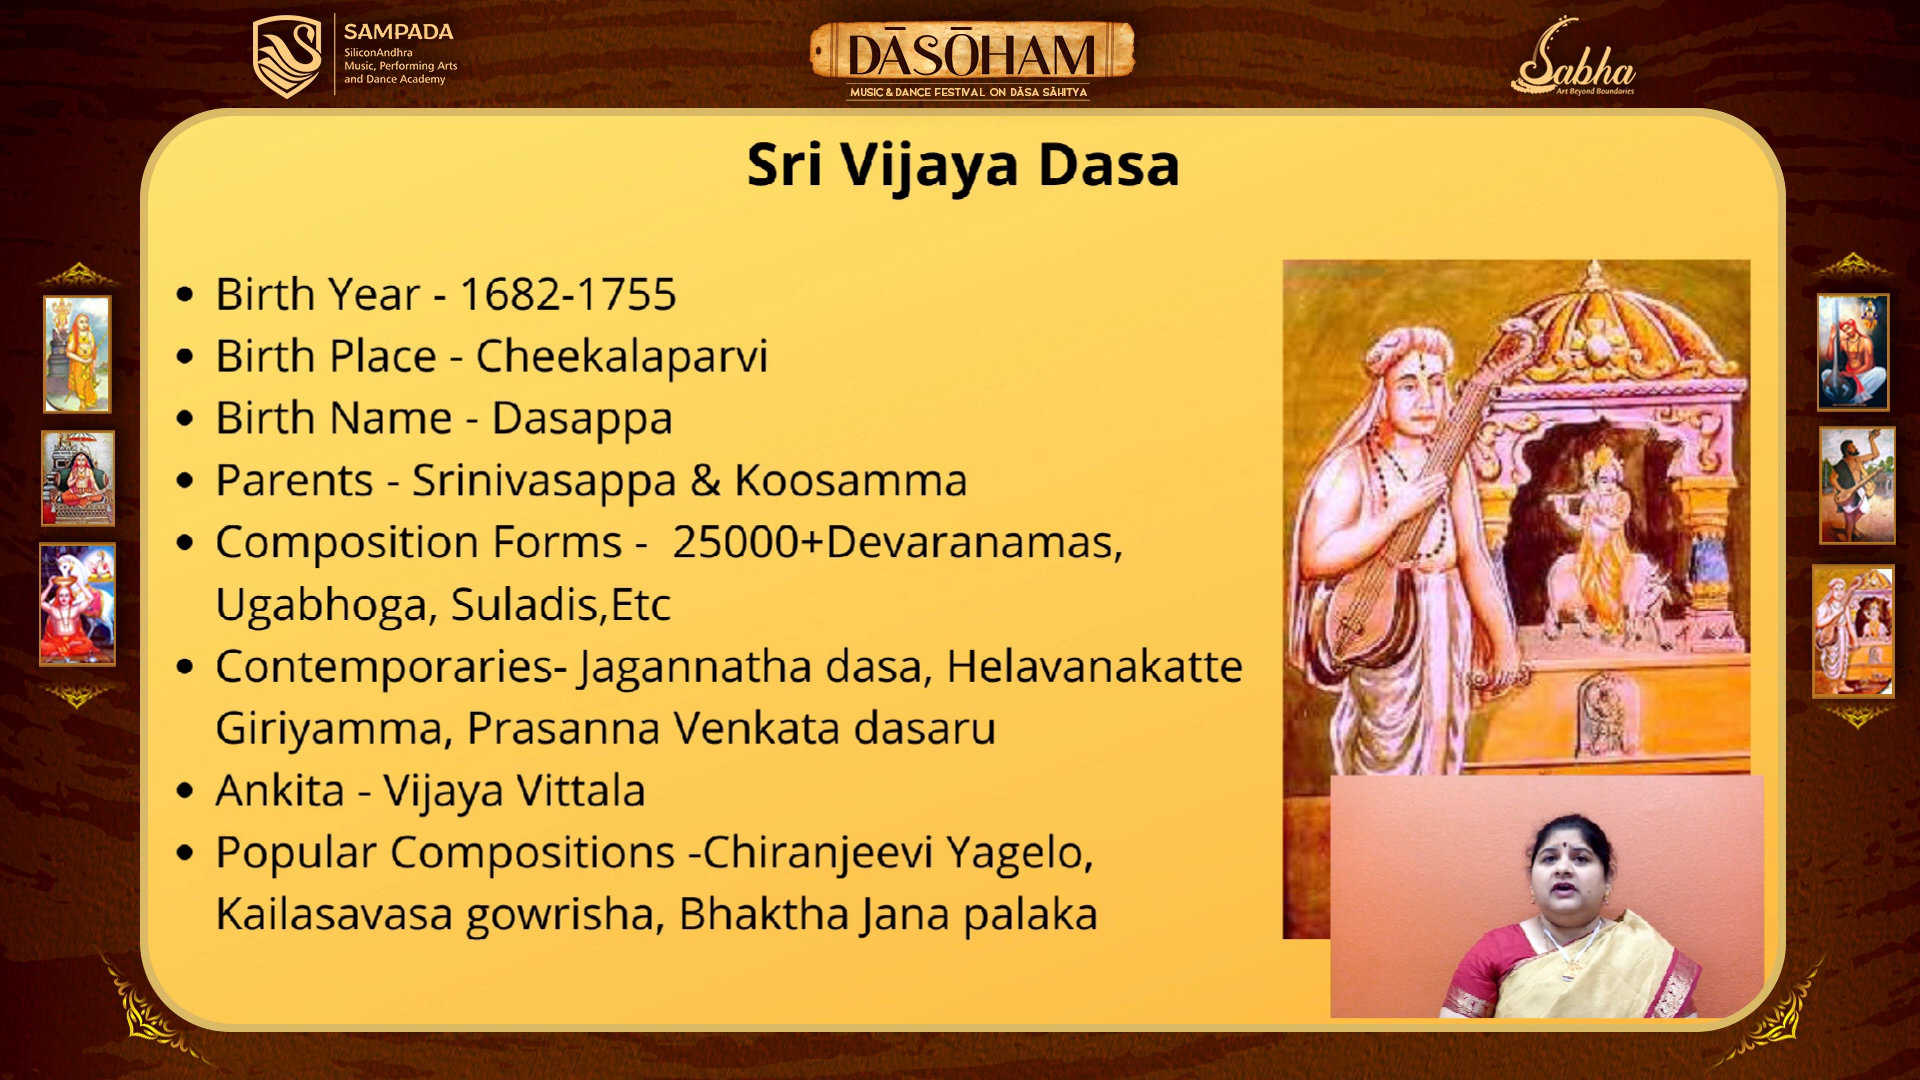 SAMPADA
SiliconAndhra
Music, Performing Arts
and Dance Academy
DĀSŌHAM
MUSIC & DANCE FESTIVAL ON DĀSA SĀHITYA
Sabha
Art Beyond Boundaries
Sri Vijaya Dasa
• Birth Year - 1682-1755
• Birth Place - Cheekalaparvi
• Birth Name - Dasappa
• Parents - Srinivasappa & Koosamma
• Composition Forms - 25000+Devaranamas,
Ugabhoga, Suladis,Etc
• Contemporaries- Jagannatha dasa, Helavanakatte
Giriyamma, Prasanna Venkata dasaru
• Ankita - Vijaya Vittala
• Popular Compositions -Chiranjeevi Yagelo,
Kailasavasa gowrisha, Bhaktha Jana palaka